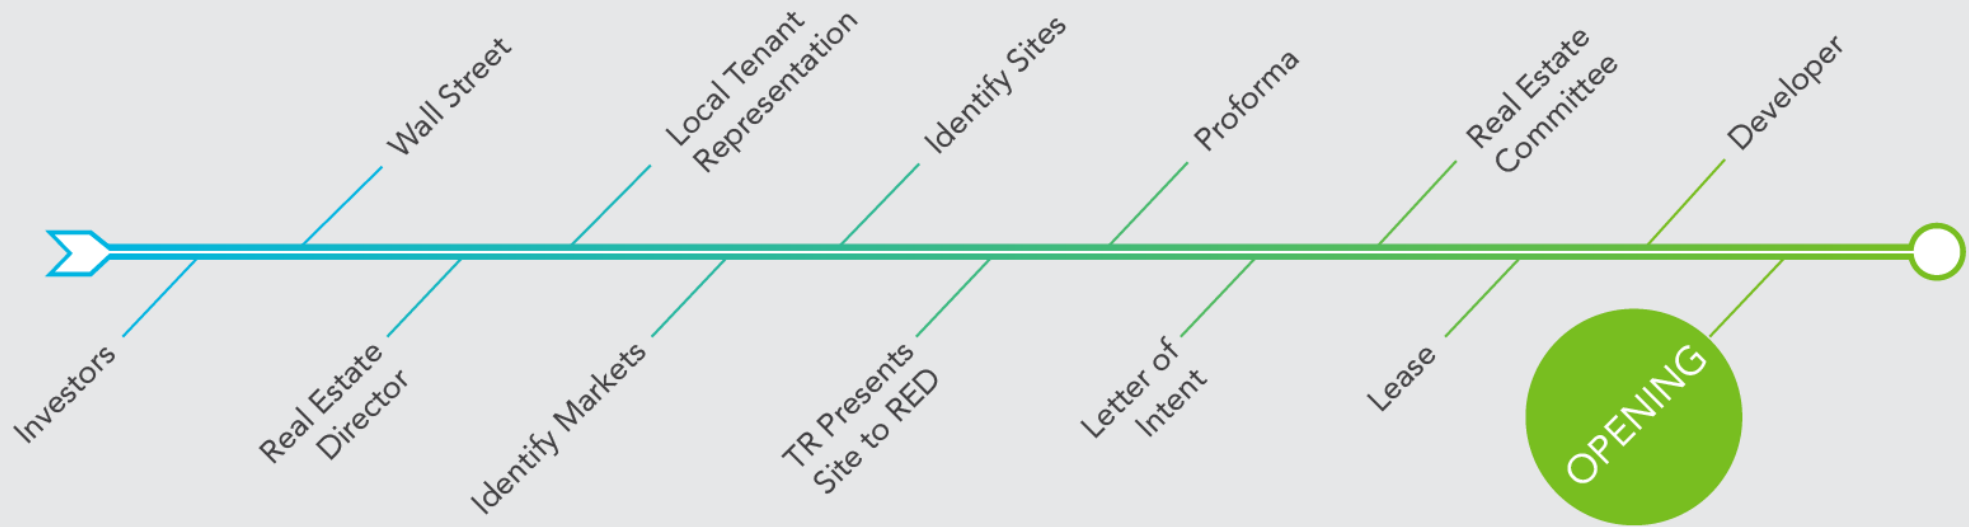 Investors
Wall Street
Real Estate
Director
Local Tenant
Representation
Identify Markets
Identify Sites
TR Presents
Site to RED
Proforma
Letter of
Intent
Real Estate
Committee
Lease
Developer
OPENING